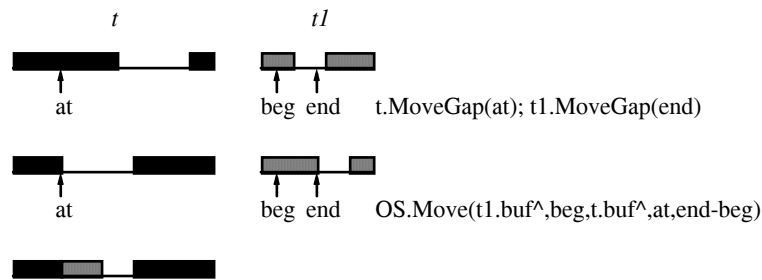 t t1
at beg end t.MoveGap(at); t1.MoveGap(end)
at beg end OS.Move(t1.buf^,beg,t.buf^,at,end-beg)